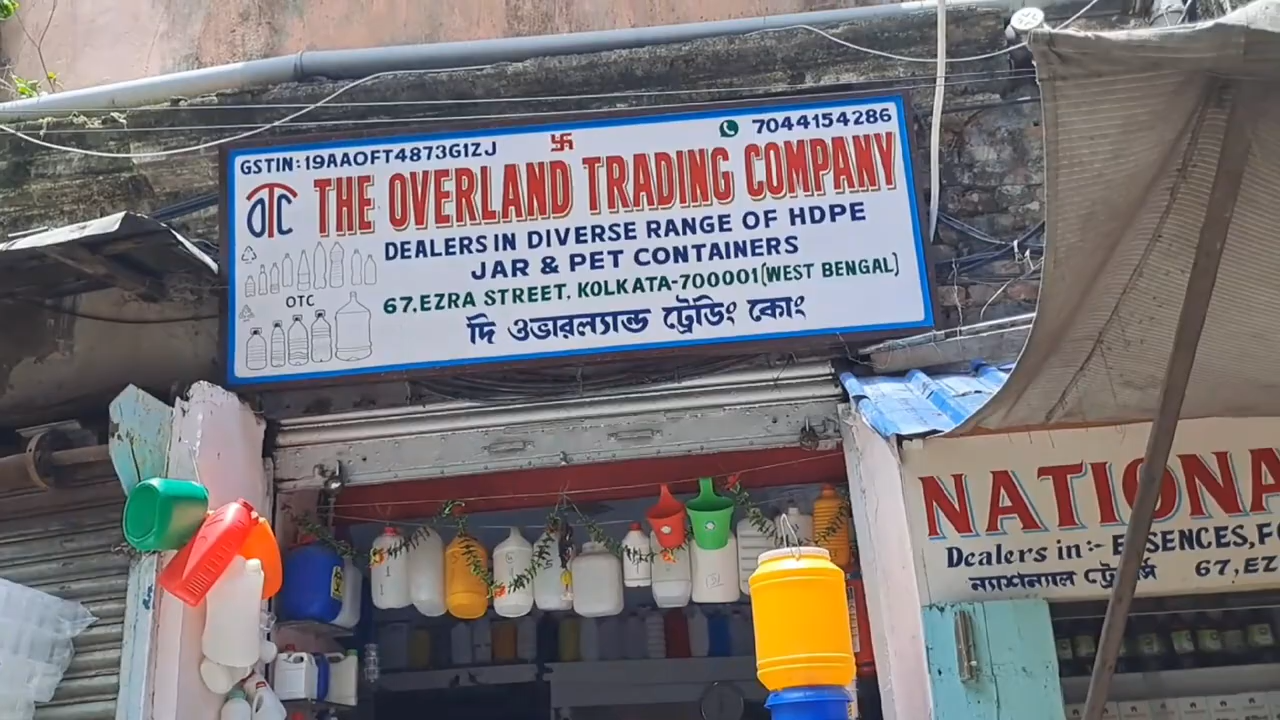 GSTIN:19AAOFT4873G1ZJ
7044154286
OTC
THE OVERLAND TRADING COMPANY
DEALERS IN DIVERSE RANGE OF HDPE
JAR & PET CONTAINERS
OTC
67,EZRA STREET, KOLKATA-700001(WEST BENGAL)
দি ওভারল্যান্ড ট্রেডিং কোং
NATIONA
Dealers in:- ESSENCES, F
ন্যাশন্যাল ট্রেডার্স 67, EZ